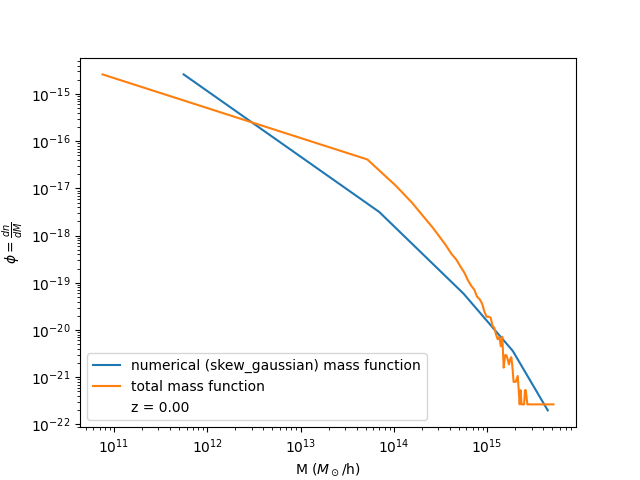 10⁻¹⁵
10⁻¹⁶
10⁻¹⁷
10⁻¹⁸
10⁻¹⁹
10⁻²⁰
10⁻²¹
10⁻²²
ϕ = dn/dM
numerical (skew_gaussian) mass function
total mass function
z = 0.00
10¹¹ 10¹² 10¹³ 10¹⁴ 10¹⁵
M (M⊙/h)